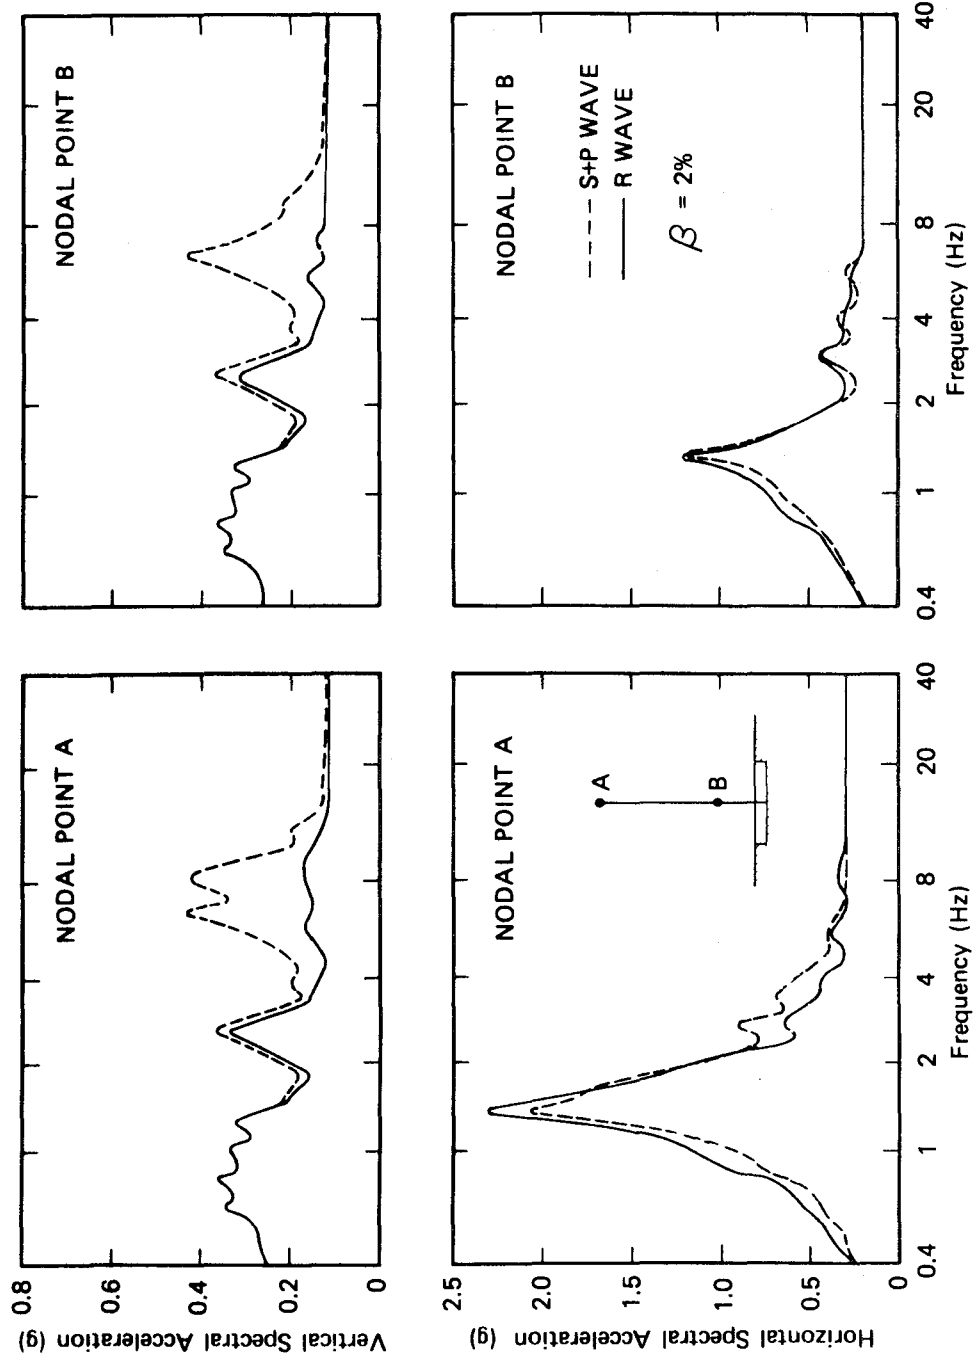 Vertical Spectral Acceleration (g)
0.8
0.6
0.4
0.2
0
NODAL POINT A
NODAL POINT B
Horizontal Spectral Acceleration (g)
2.5
2.0
1.5
1.0
0.5
0
NODAL POINT A
A
B
0.4 1 2 4 8 20 40
Frequency (Hz)
NODAL POINT B
S+P WAVE
R WAVE
β = 2%
0.4 1 2 4 8 20 40
Frequency (Hz)